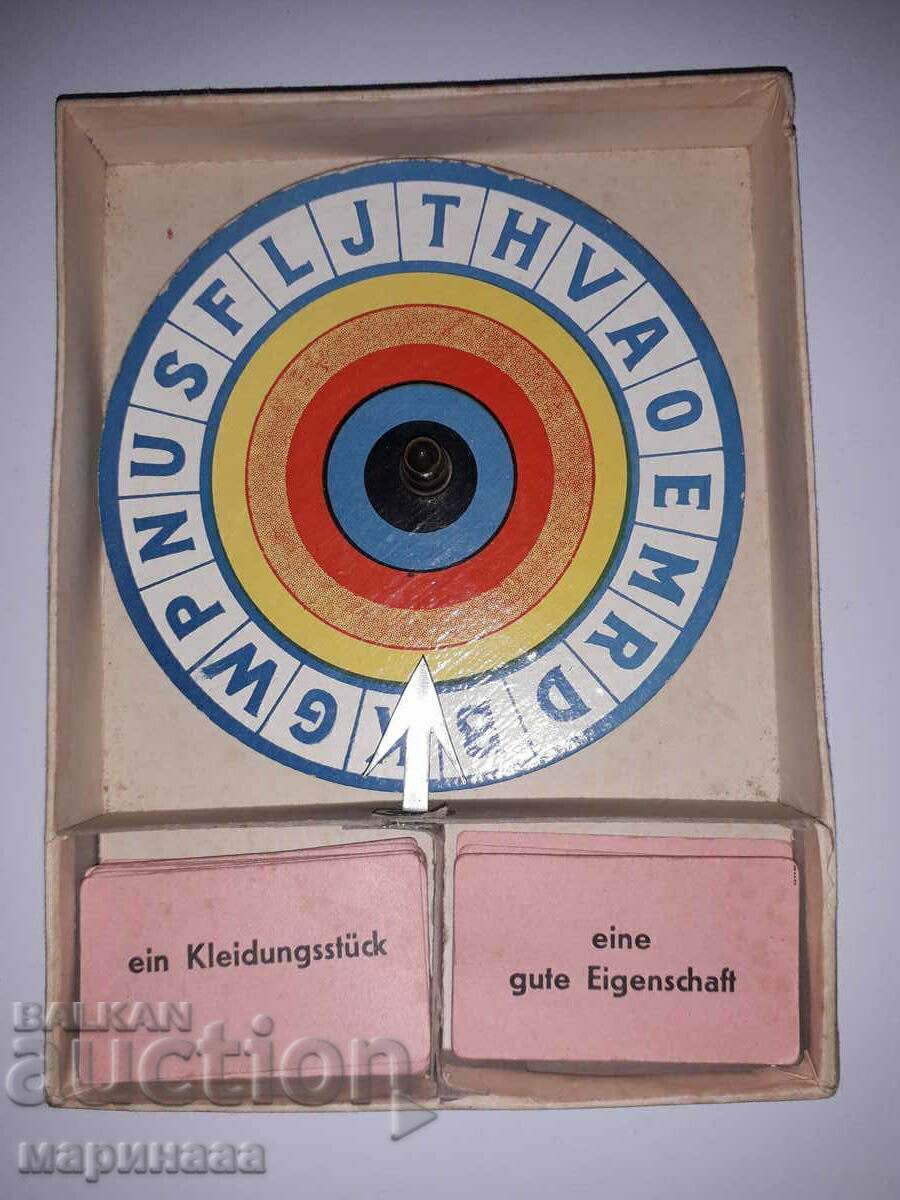 T H V A O E M R D B K G W P N U S F L J
ein Kleidungsstück
eine
gute Eigenschaft
BALKAN
auction
маринааа